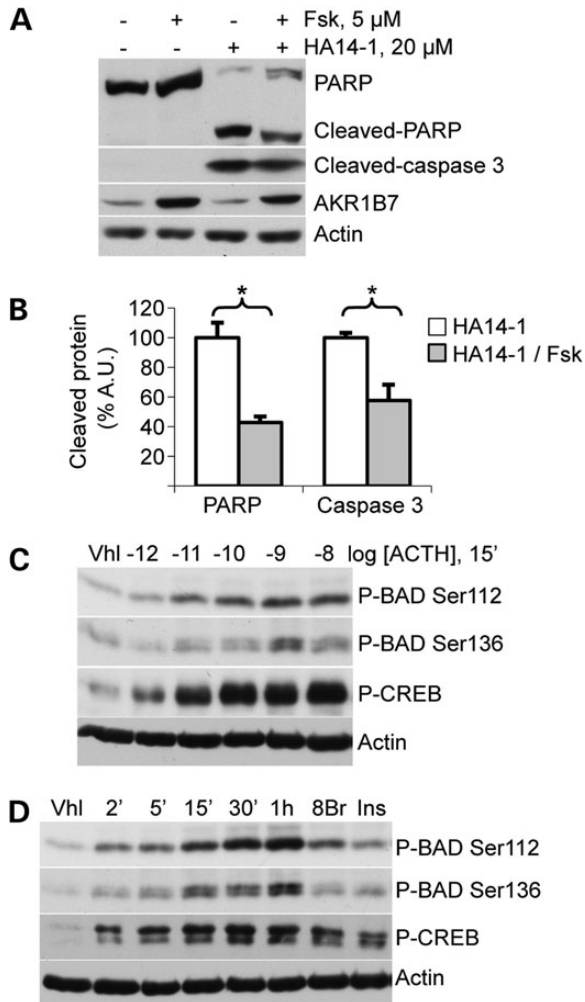 A
- + - + Fsk, 5 µM
- - + + HA14-1, 20 µM
PARP
Cleaved-PARP
Cleaved-caspase 3
AKR1B7
Actin
B
Cleaved protein
(% A.U.)
120
100
80
60
40
20
* *
HA14-1
HA14-1 / Fsk
PARP Caspase 3
C
Vhl -12 -11 -10 -9 -8 log [ACTH], 15’
P-BAD Ser112
P-BAD Ser136
P-CREB
Actin
D
Vhl 2’ 5’ 15’ 30’ 1h 8Br Ins
P-BAD Ser112
P-BAD Ser136
P-CREB
Actin